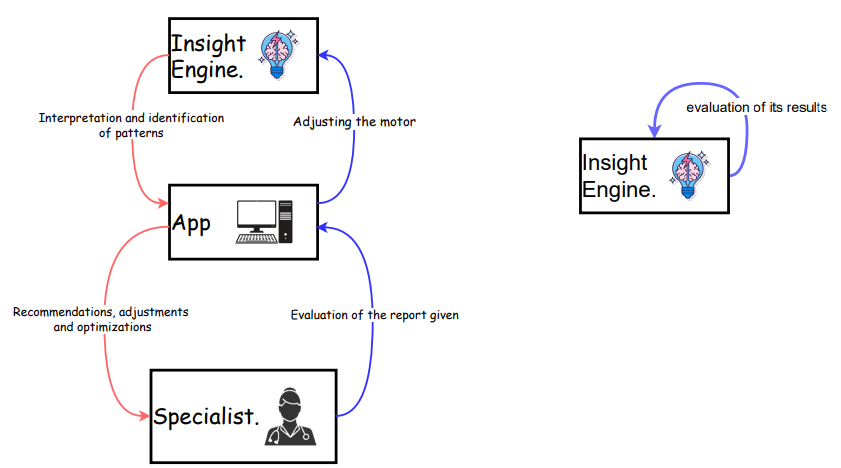 Insight
Engine.
Interpretation and identification
of patterns
Adjusting the motor
App
Recommendations, adjustments
and optimizations
Evaluation of the report given
Specialist.
evaluation of its results
Insight
Engine.